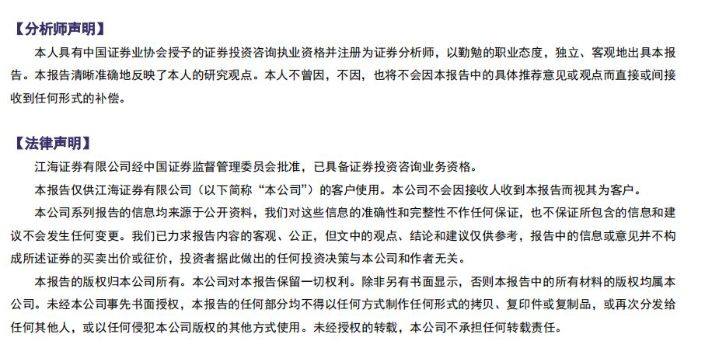 【分析师声明】
本人具有中国证券业协会授予的证券投资咨询执业资格并注册为证券分析师，以勤勉的职业态度，独立、客观地出具本报
告。本报告清晰准确地反映了本人的研究观点。本人不曾因，不因，也将不会因本报告中的具体推荐意见或观点而直接或间接
收到任何形式的补偿。
【法律声明】
江海证券有限公司经中国证券监督管理委员会批准，已具备证券投资咨询业务资格。
本报告仅供江海证券有限公司（以下简称“本公司”）的客户使用。本公司不会因接收人收到本报告而视其为客户。
本公司系列报告的信息均来源于公开资料，我们对这些信息的准确性和完整性不作任何保证，也不保证所包含的信息和建
议不会发生任何变更。我们已力求报告内容的客观、公正，但文中的观点、结论和建议仅供参考，报告中的信息或意见并不构
成所述证券的买卖出价或征价，投资者据此做出的任何投资决策与本公司和作者无关。
本报告的版权归本公司所有。本公司对本报告保留一切权利。除非另有书面显示，否则本报告中的所有材料的版权均属本
公司。未经本公司事先书面授权，本报告的任何部分均不得以任何方式制作任何形式的拷贝、复印件或复制品，或再次分发给
任何其他人，或以任何侵犯本公司版权的其他方式使用。未经授权的转载，本公司不承担任何转载责任。